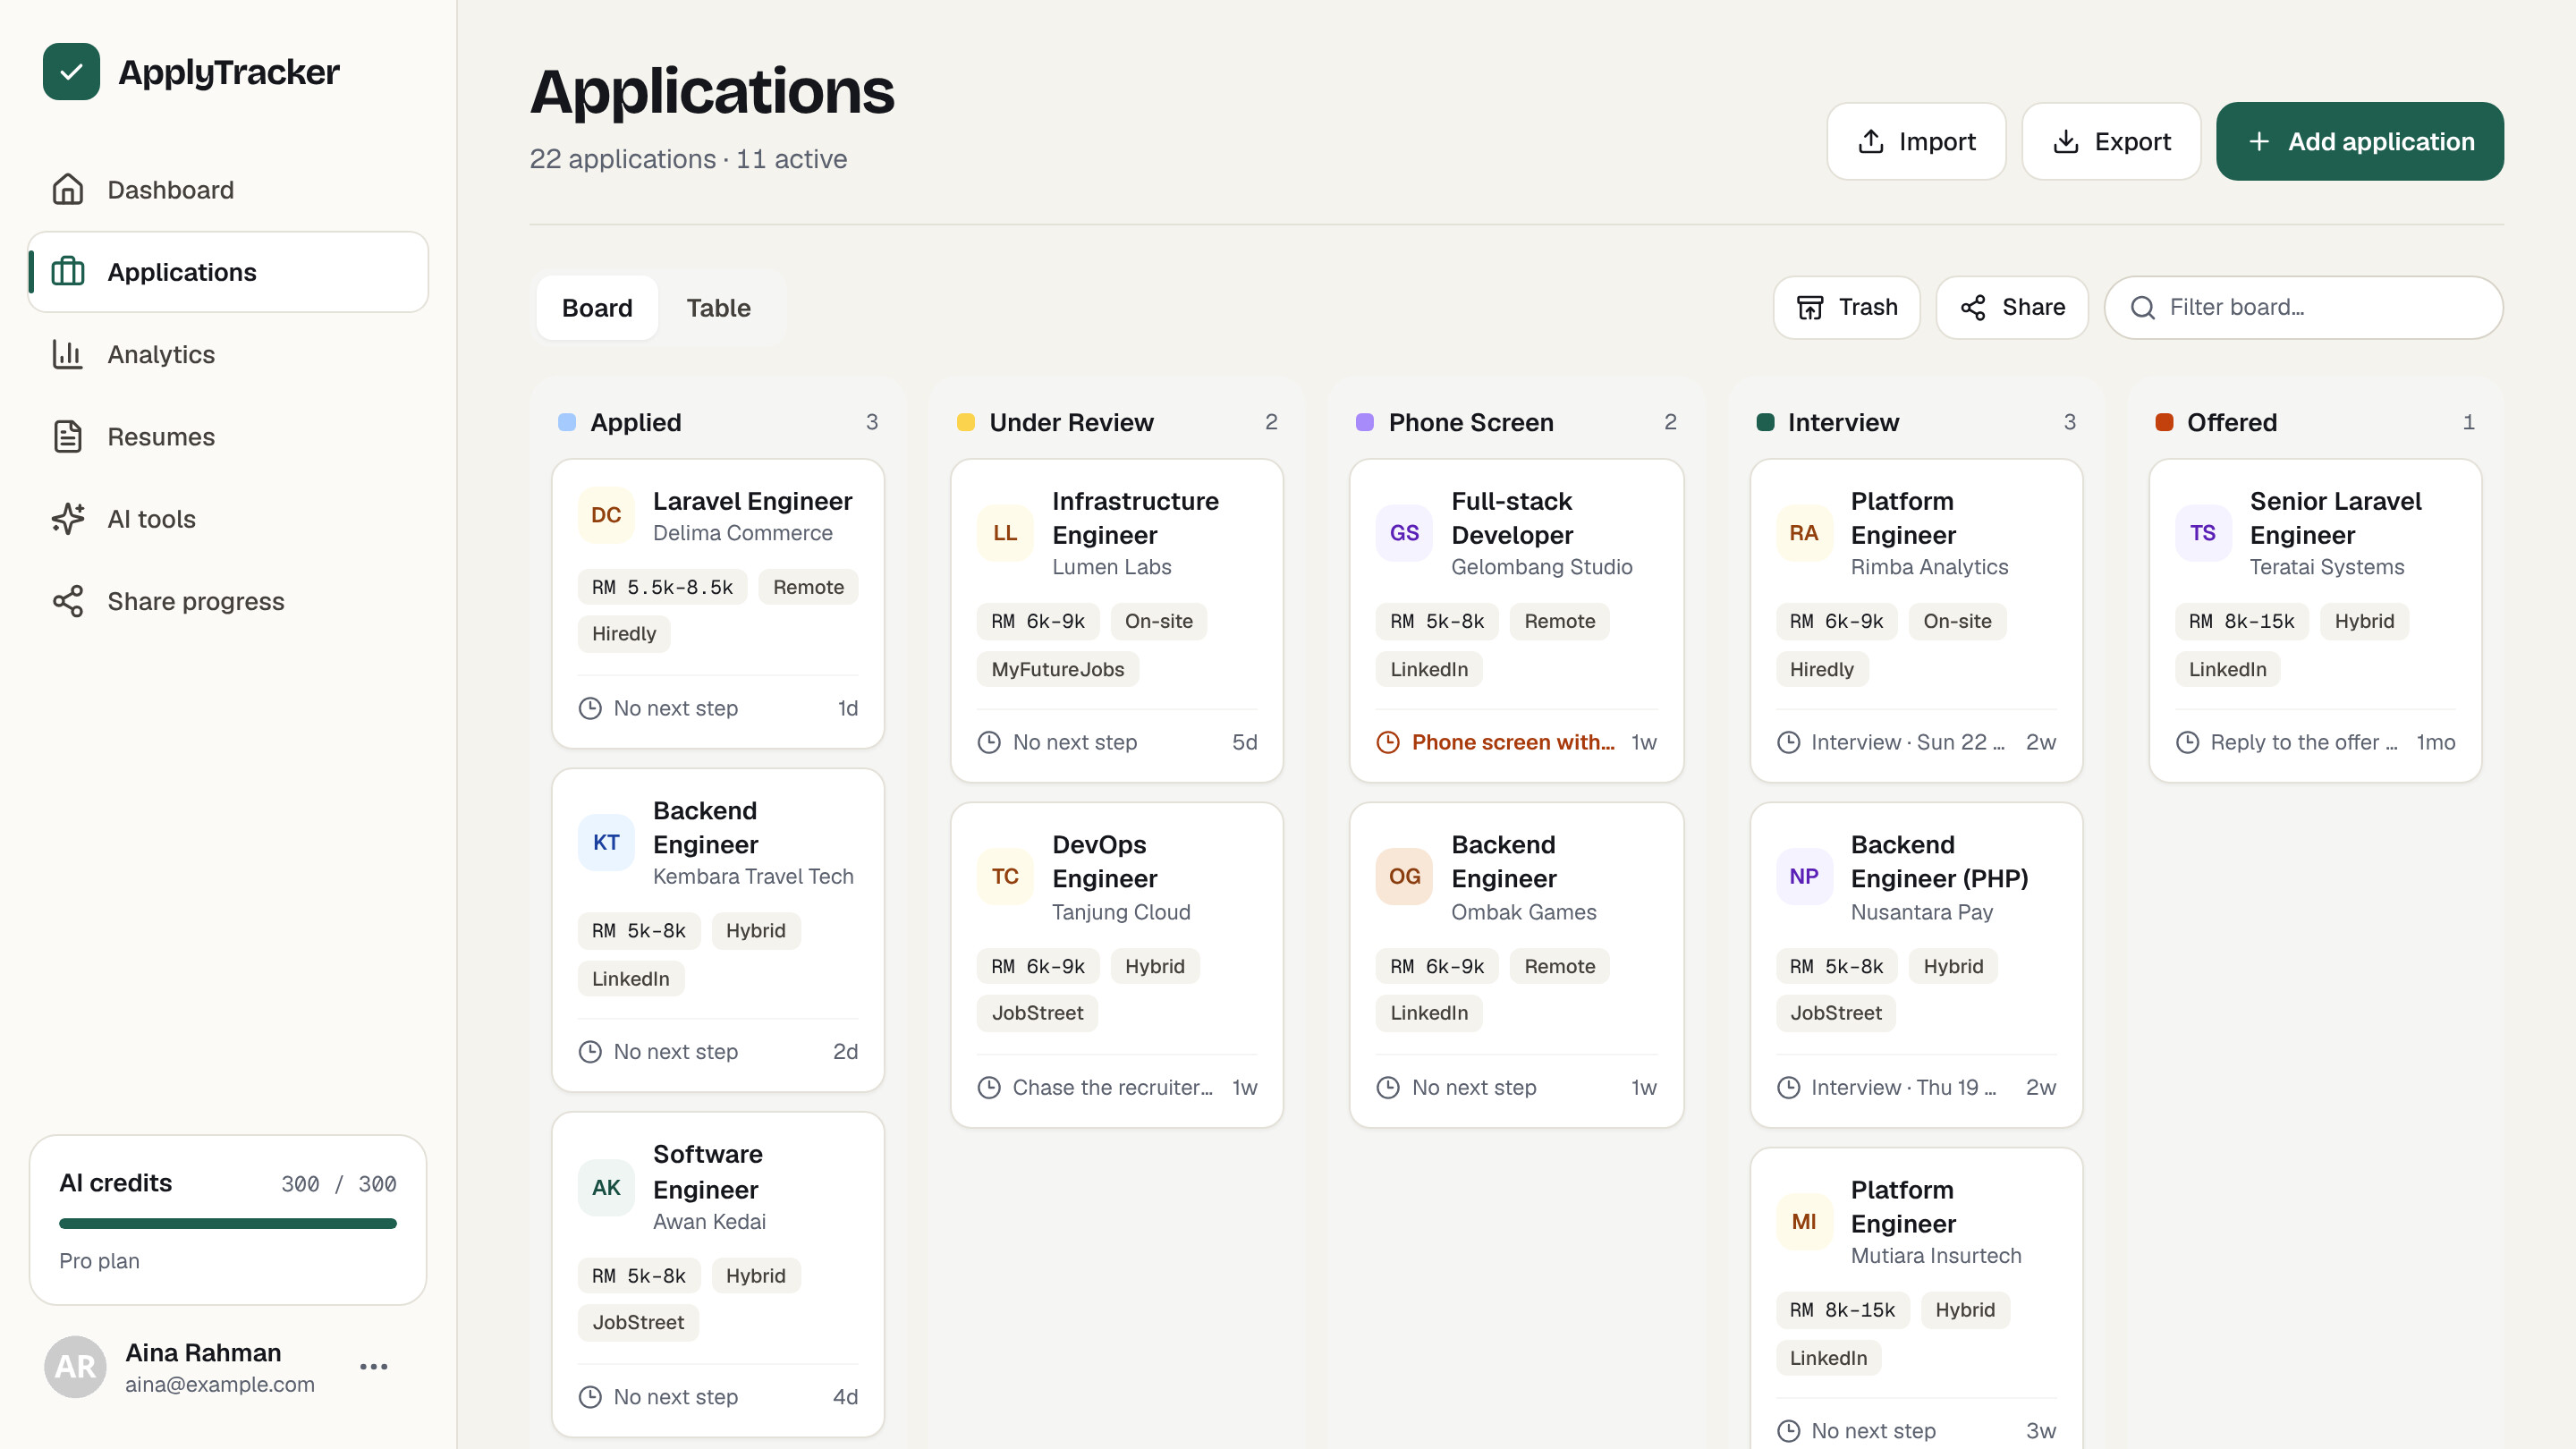 ApplyTracker
Dashboard
Applications
Analytics
Resumes
AI tools
Share progress
AI credits 300 / 300
Pro plan
AR
Aina Rahman
aina@example.com
Applications
22 applications · 11 active
Import
Export
Add application
Board
Table
Trash
Share
Filter board...
Applied 3
DC
Laravel Engineer
Delima Commerce
RM 5.5k–8.5k Remote
Hiredly
No next step 1d
KT
Backend
Engineer
Kembara Travel Tech
RM 5k–8k Hybrid
LinkedIn
No next step 2d
AK
Software
Engineer
Awan Kedai
RM 5k–8k Hybrid
JobStreet
No next step 4d
Under Review 2
LL
Infrastructure
Engineer
Lumen Labs
RM 6k–9k On-site
MyFutureJobs
No next step 5d
TC
DevOps
Engineer
Tanjung Cloud
RM 6k–9k Hybrid
JobStreet
Chase the recruiter... 1w
Phone Screen 2
GS
Full-stack
Developer
Gelombang Studio
RM 5k–8k Remote
LinkedIn
Phone screen with... 1w
OG
Backend
Engineer
Ombak Games
RM 6k–9k Remote
LinkedIn
No next step 1w
Interview 3
RA
Platform
Engineer
Rimba Analytics
RM 6k–9k On-site
Hiredly
Interview · Sun 22 ... 2w
NP
Backend
Engineer (PHP)
Nusantara Pay
RM 5k–8k Hybrid
JobStreet
Interview · Thu 19 ... 2w
MI
Platform
Engineer
Mutiara Insurtech
RM 8k–15k Hybrid
LinkedIn
No next step 3w
Offered 1
TS
Senior Laravel
Engineer
Teratai Systems
RM 8k–15k Hybrid
LinkedIn
Reply to the offer ... 1mo